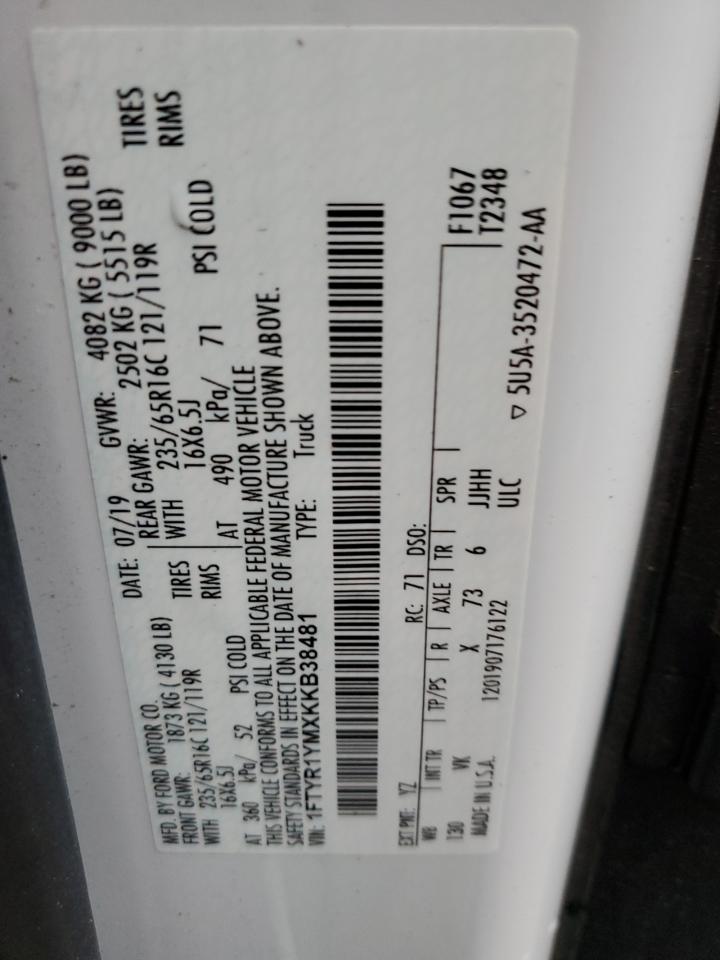 MFD. BY FORD MOTOR CO. DATE: 07/19 GVWR: 4082 KG ( 9000 LB)
FRONT GAWR: 1873 KG ( 4130 LB) REAR GAWR: 2502 KG ( 5515 LB)
WITH 235/65R16C 121/119R TIRES WITH 235/65R16C 121/119R TIRES
16X6.5J RIMS 16X6.5J RIMS
AT 360 kPa/ 52 PSI COLD AT 490 kPa/ 71 PSI COLD
THIS VEHICLE CONFORMS TO ALL APPLICABLE FEDERAL MOTOR VEHICLE
SAFETY STANDARDS IN EFFECT ON THE DATE OF MANUFACTURE SHOWN ABOVE.
VIN: 1FTYR1YMXKKB38481 TYPE: Truck
EXT PNT: YZ RC: 71 DSO:
WB INT TR TP/PS R AXLE TR SPR F1067
130 VK X 73 6 JJHH T2348
MADE IN U.S.A. 1201907176122 ULC
▽ 5U5A-3520472-AA